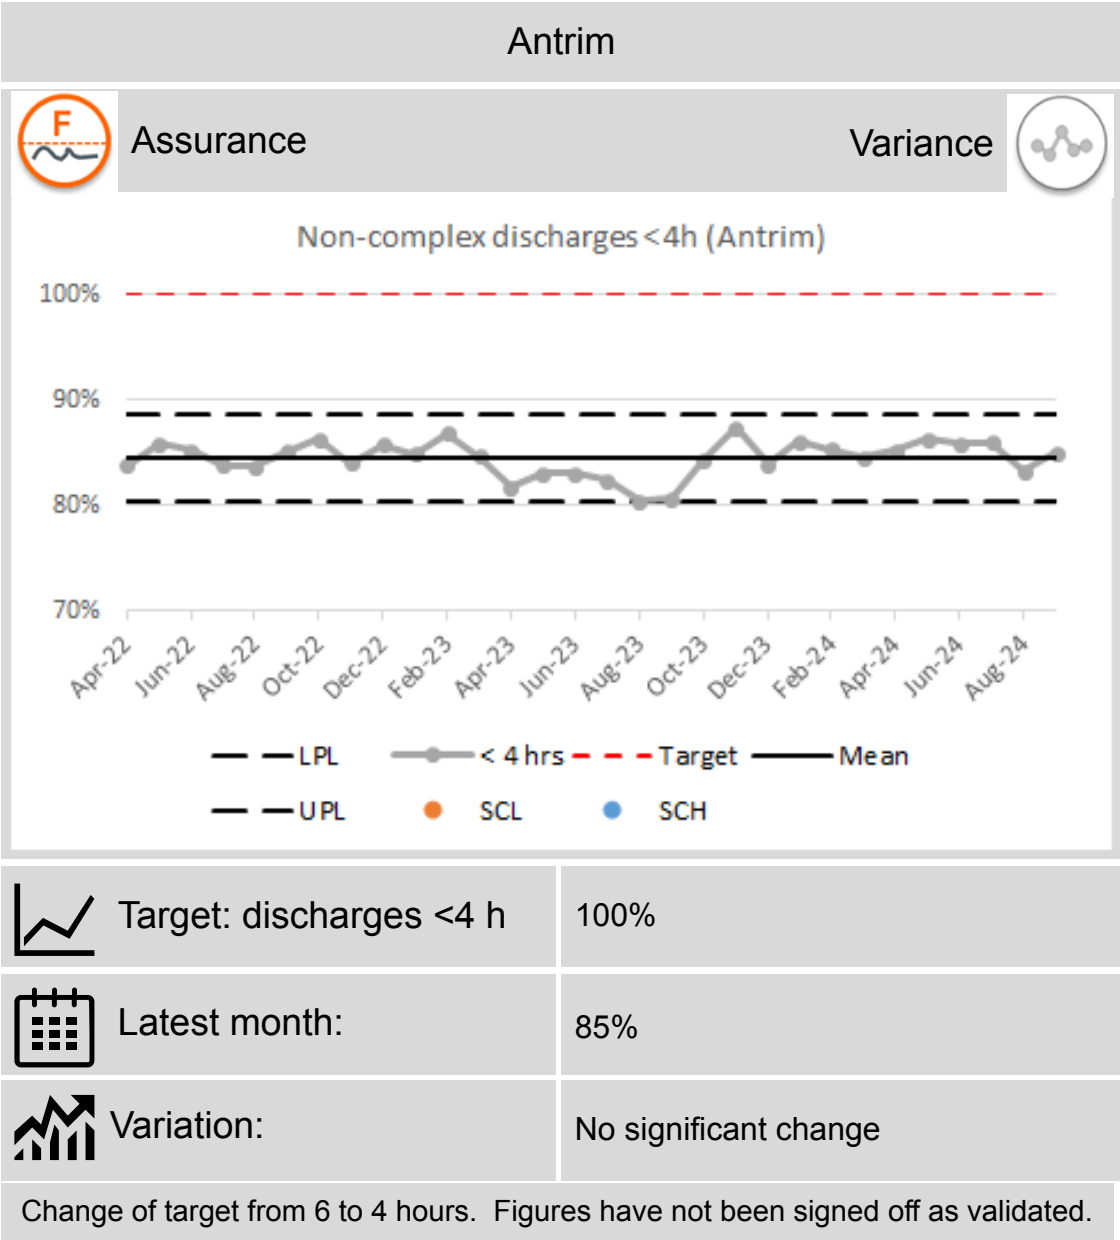 Antrim
F
Assurance
Variance
Non-complex discharges <4h (Antrim)
100%
90%
80%
70%
Apr-22
Jun-22
Aug-22
Oct-22
Dec-22
Feb-23
Apr-23
Jun-23
Aug-23
Oct-23
Dec-23
Feb-24
Apr-24
Jun-24
Aug-24
LPL
< 4 hrs
Target
Mean
UPL
SCL
SCH
Target: discharges <4 h
100%
Latest month:
85%
Variation:
No significant change
Change of target from 6 to 4 hours.  Figures have not been signed off as validated.